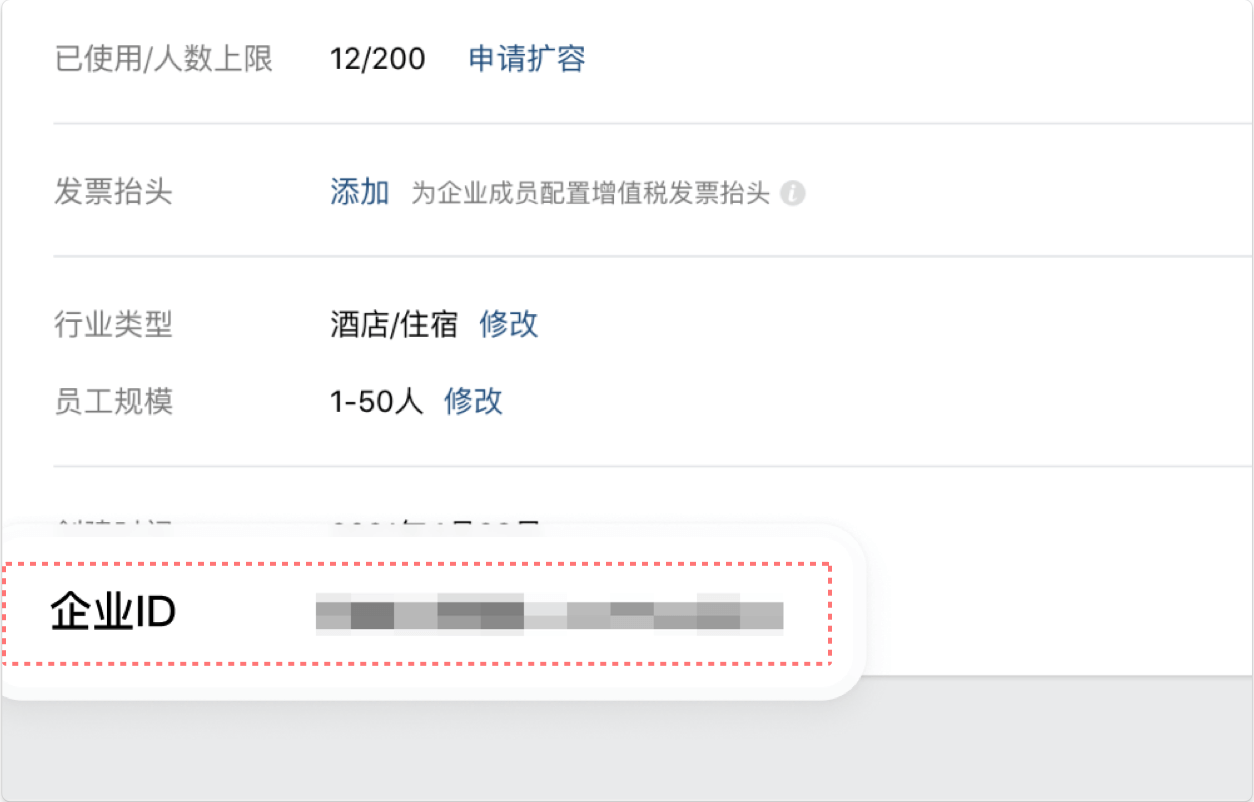 已使用/人数上限 12/200 申请扩容
发票抬头 添加 为企业成员配置增值税发票抬头
行业类型 酒店/住宿 修改
员工规模 1-50人 修改
企业ID